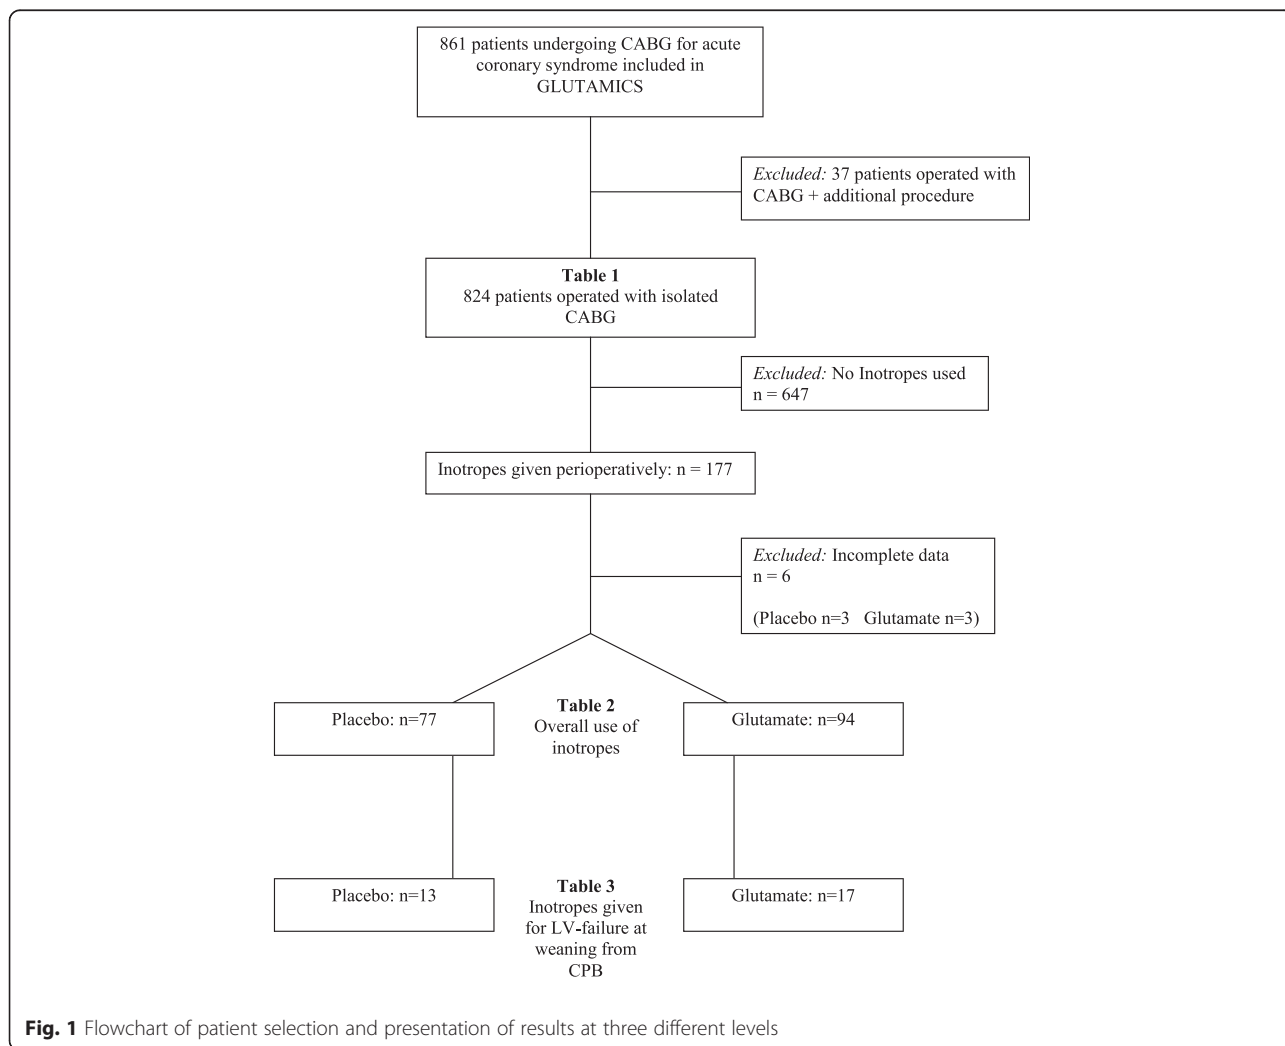 861 patients undergoing CABG for acute
coronary syndrome included in
GLUTAMICS
Excluded: 37 patients operated with
CABG + additional procedure
Table 1
824 patients operated with isolated
CABG
Excluded: No Inotropes used
n = 647
Inotropes given perioperatively: n = 177
Excluded: Incomplete data
n = 6
(Placebo n=3 Glutamate n=3)
Placebo: n=77
Table 2
Overall use of
inotropes
Glutamate: n=94
Placebo: n=13
Table 3
Inotropes given
for LV-failure at
weaning from
CPB
Glutamate: n=17
Fig. 1 Flowchart of patient selection and presentation of results at three different levels